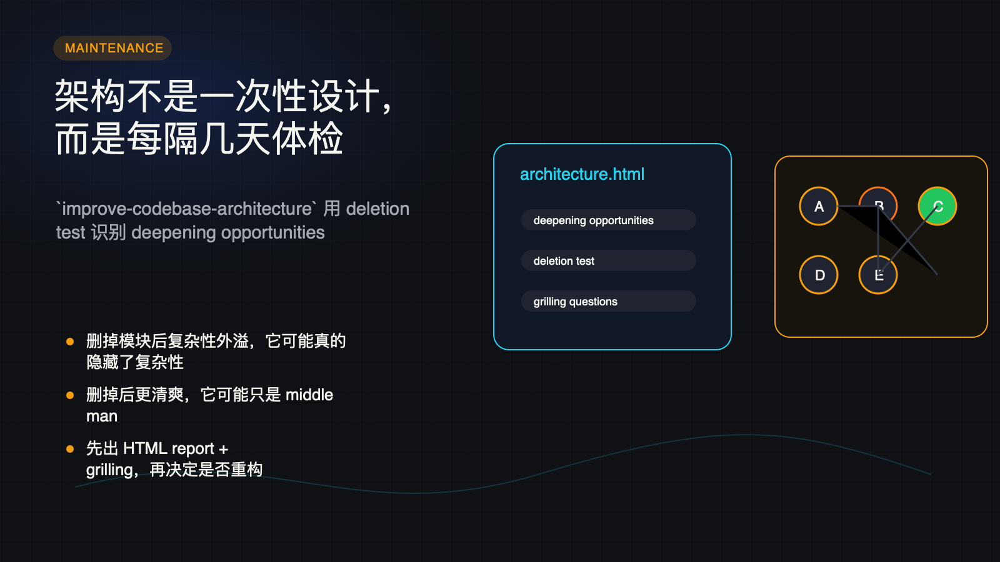 MAINTENANCE
架构不是一次性设计，
而是每隔几天体检
`improve-codebase-architecture` 用 deletion
test 识别 deepening opportunities
删掉模块后复杂性外溢，它可能真的
隐藏了复杂性
删掉后更清爽，它可能只是 middle
man
先出 HTML report +
grilling，再决定是否重构
architecture.html
deepening opportunities
deletion test
grilling questions
A B C
D E